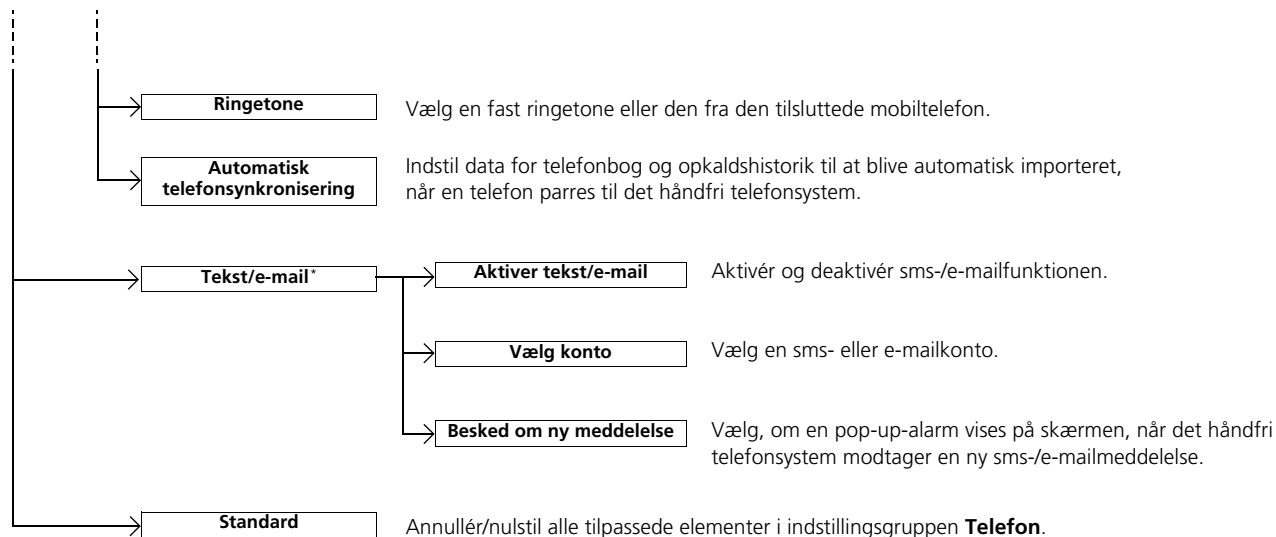 Ringetone
Vælg en fast ringetone eller den fra den tilsluttede mobiltelefon.
Automatisk
telefonsynkronisering
Indstil data for telefonbog og opkaldshistorik til at blive automatisk importeret,
når en telefon parres til det håndfri telefonsystem.
Tekst/e-mail*
Aktiver tekst/e-mail
Aktivér og deaktivér sms-/e-mailfunktionen.
Vælg konto
Vælg en sms- eller e-mailkonto.
Besked om ny meddelelse
Vælg, om en pop-up-alarm vises på skærmen, når det håndfri
telefonsystem modtager en ny sms-/e-mailmeddelelse.
Standard
Annullér/nulstil alle tilpassede elementer i indstillingsgruppen Telefon.